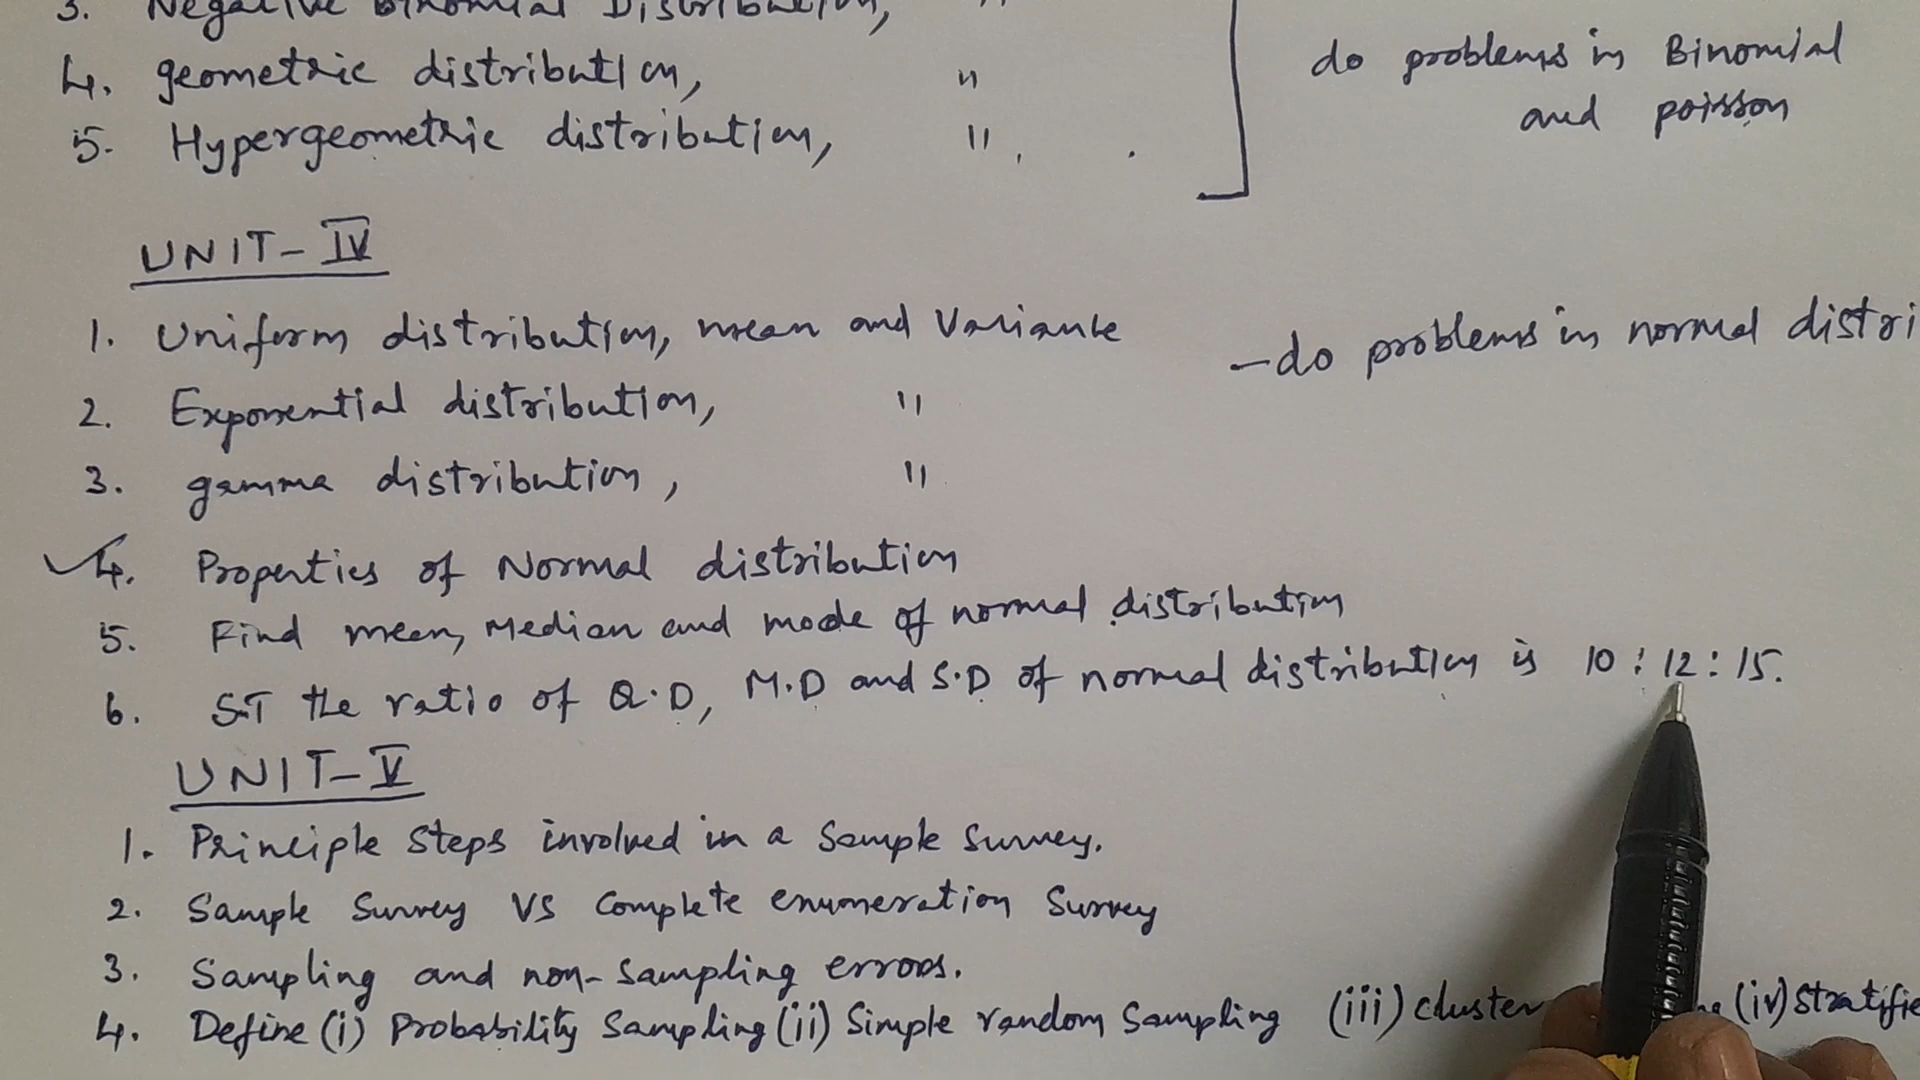 3. Negative Binomial Distribution, "
4. geometric distribution, "
do problems in Binomial
and poisson
5. Hypergeometric distribution, "
UNIT-IV
1. Uniform distribution, mean and Variance
-do problems in normal distri
2. Exponential distribution, "
3. gamma distribution, "
4. Properties of Normal distribution
5. Find mean, Median and mode of normal distribution
6. S.T the ratio of Q.D, M.D and S.D of normal distribution is 10:12:15.
UNIT-V
1. Principle Steps involved in a Sample Survey.
2. Sample Survey VS Complete enumeration Survey
3. Sampling and non-Sampling errors.
4. Define (i) Probability Sampling (ii) Simple random Sampling (iii) cluster (iv) Stratifie